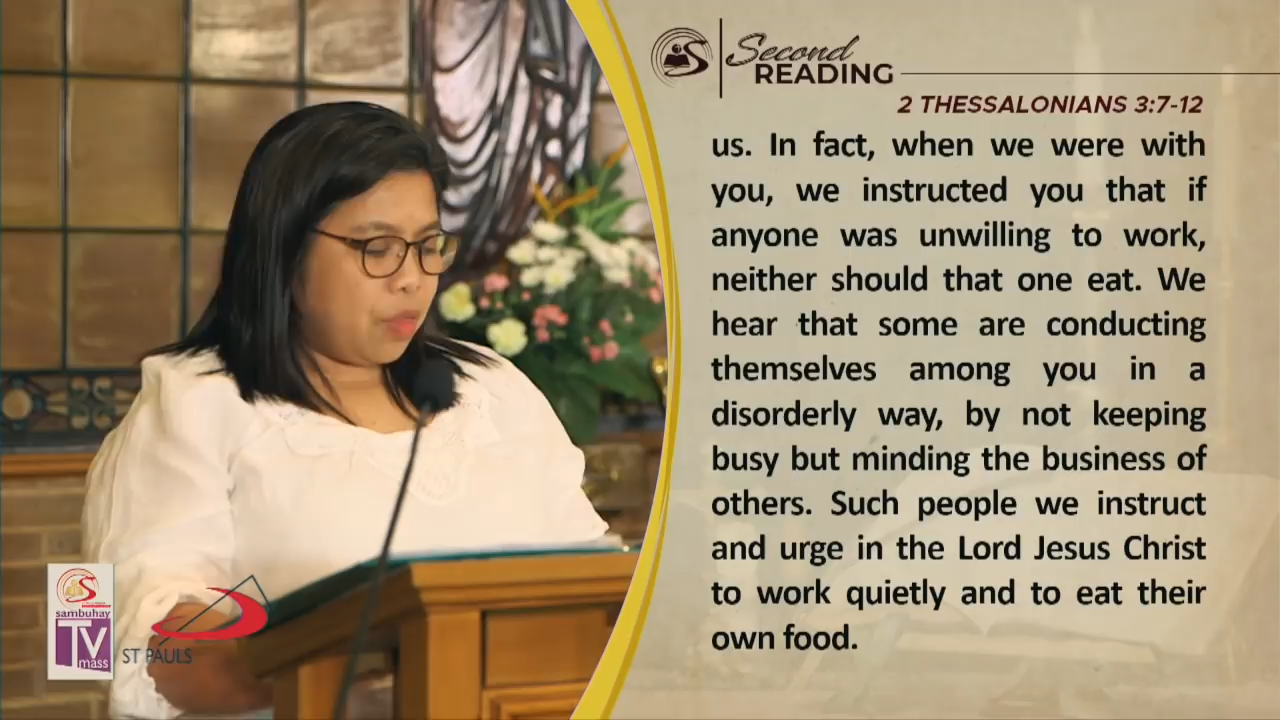 Second
READING
2 THESSALONIANS 3:7-12
us. In fact, when we were with
you, we instructed you that if
anyone was unwilling to work,
neither should that one eat. We
hear that some are conducting
themselves among you in a
disorderly way, by not keeping
busy but minding the business of
others. Such people we instruct
and urge in the Lord Jesus Christ
to work quietly and to eat their
own food.
sambuhay
TV
mass
ST PAULS